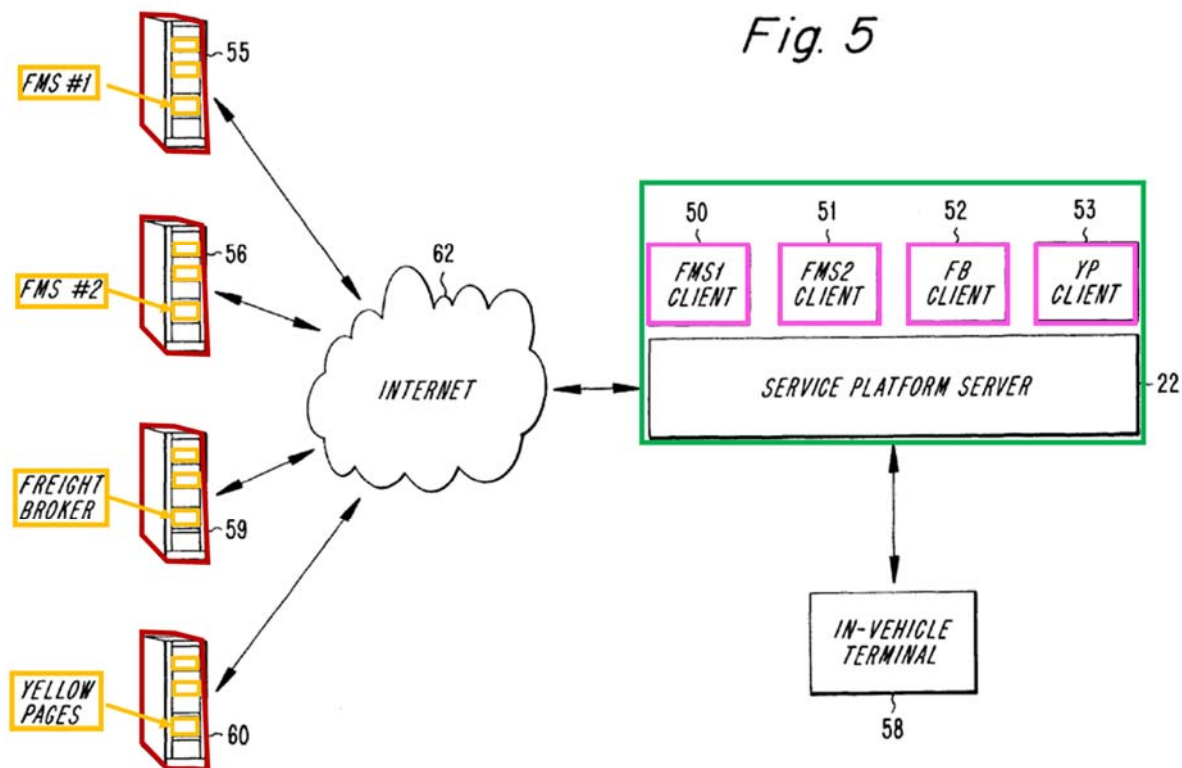 Fig. 5
55
FMS #1
56
FMS #2
FREIGHT
BROKER
59
YELLOW
PAGES
60
62
INTERNET
50
51
52
53
FMS1
CLIENT
FMS2
CLIENT
FB
CLIENT
YP
CLIENT
SERVICE PLATFORM SERVER
22
IN-VEHICLE
TERMINAL
58